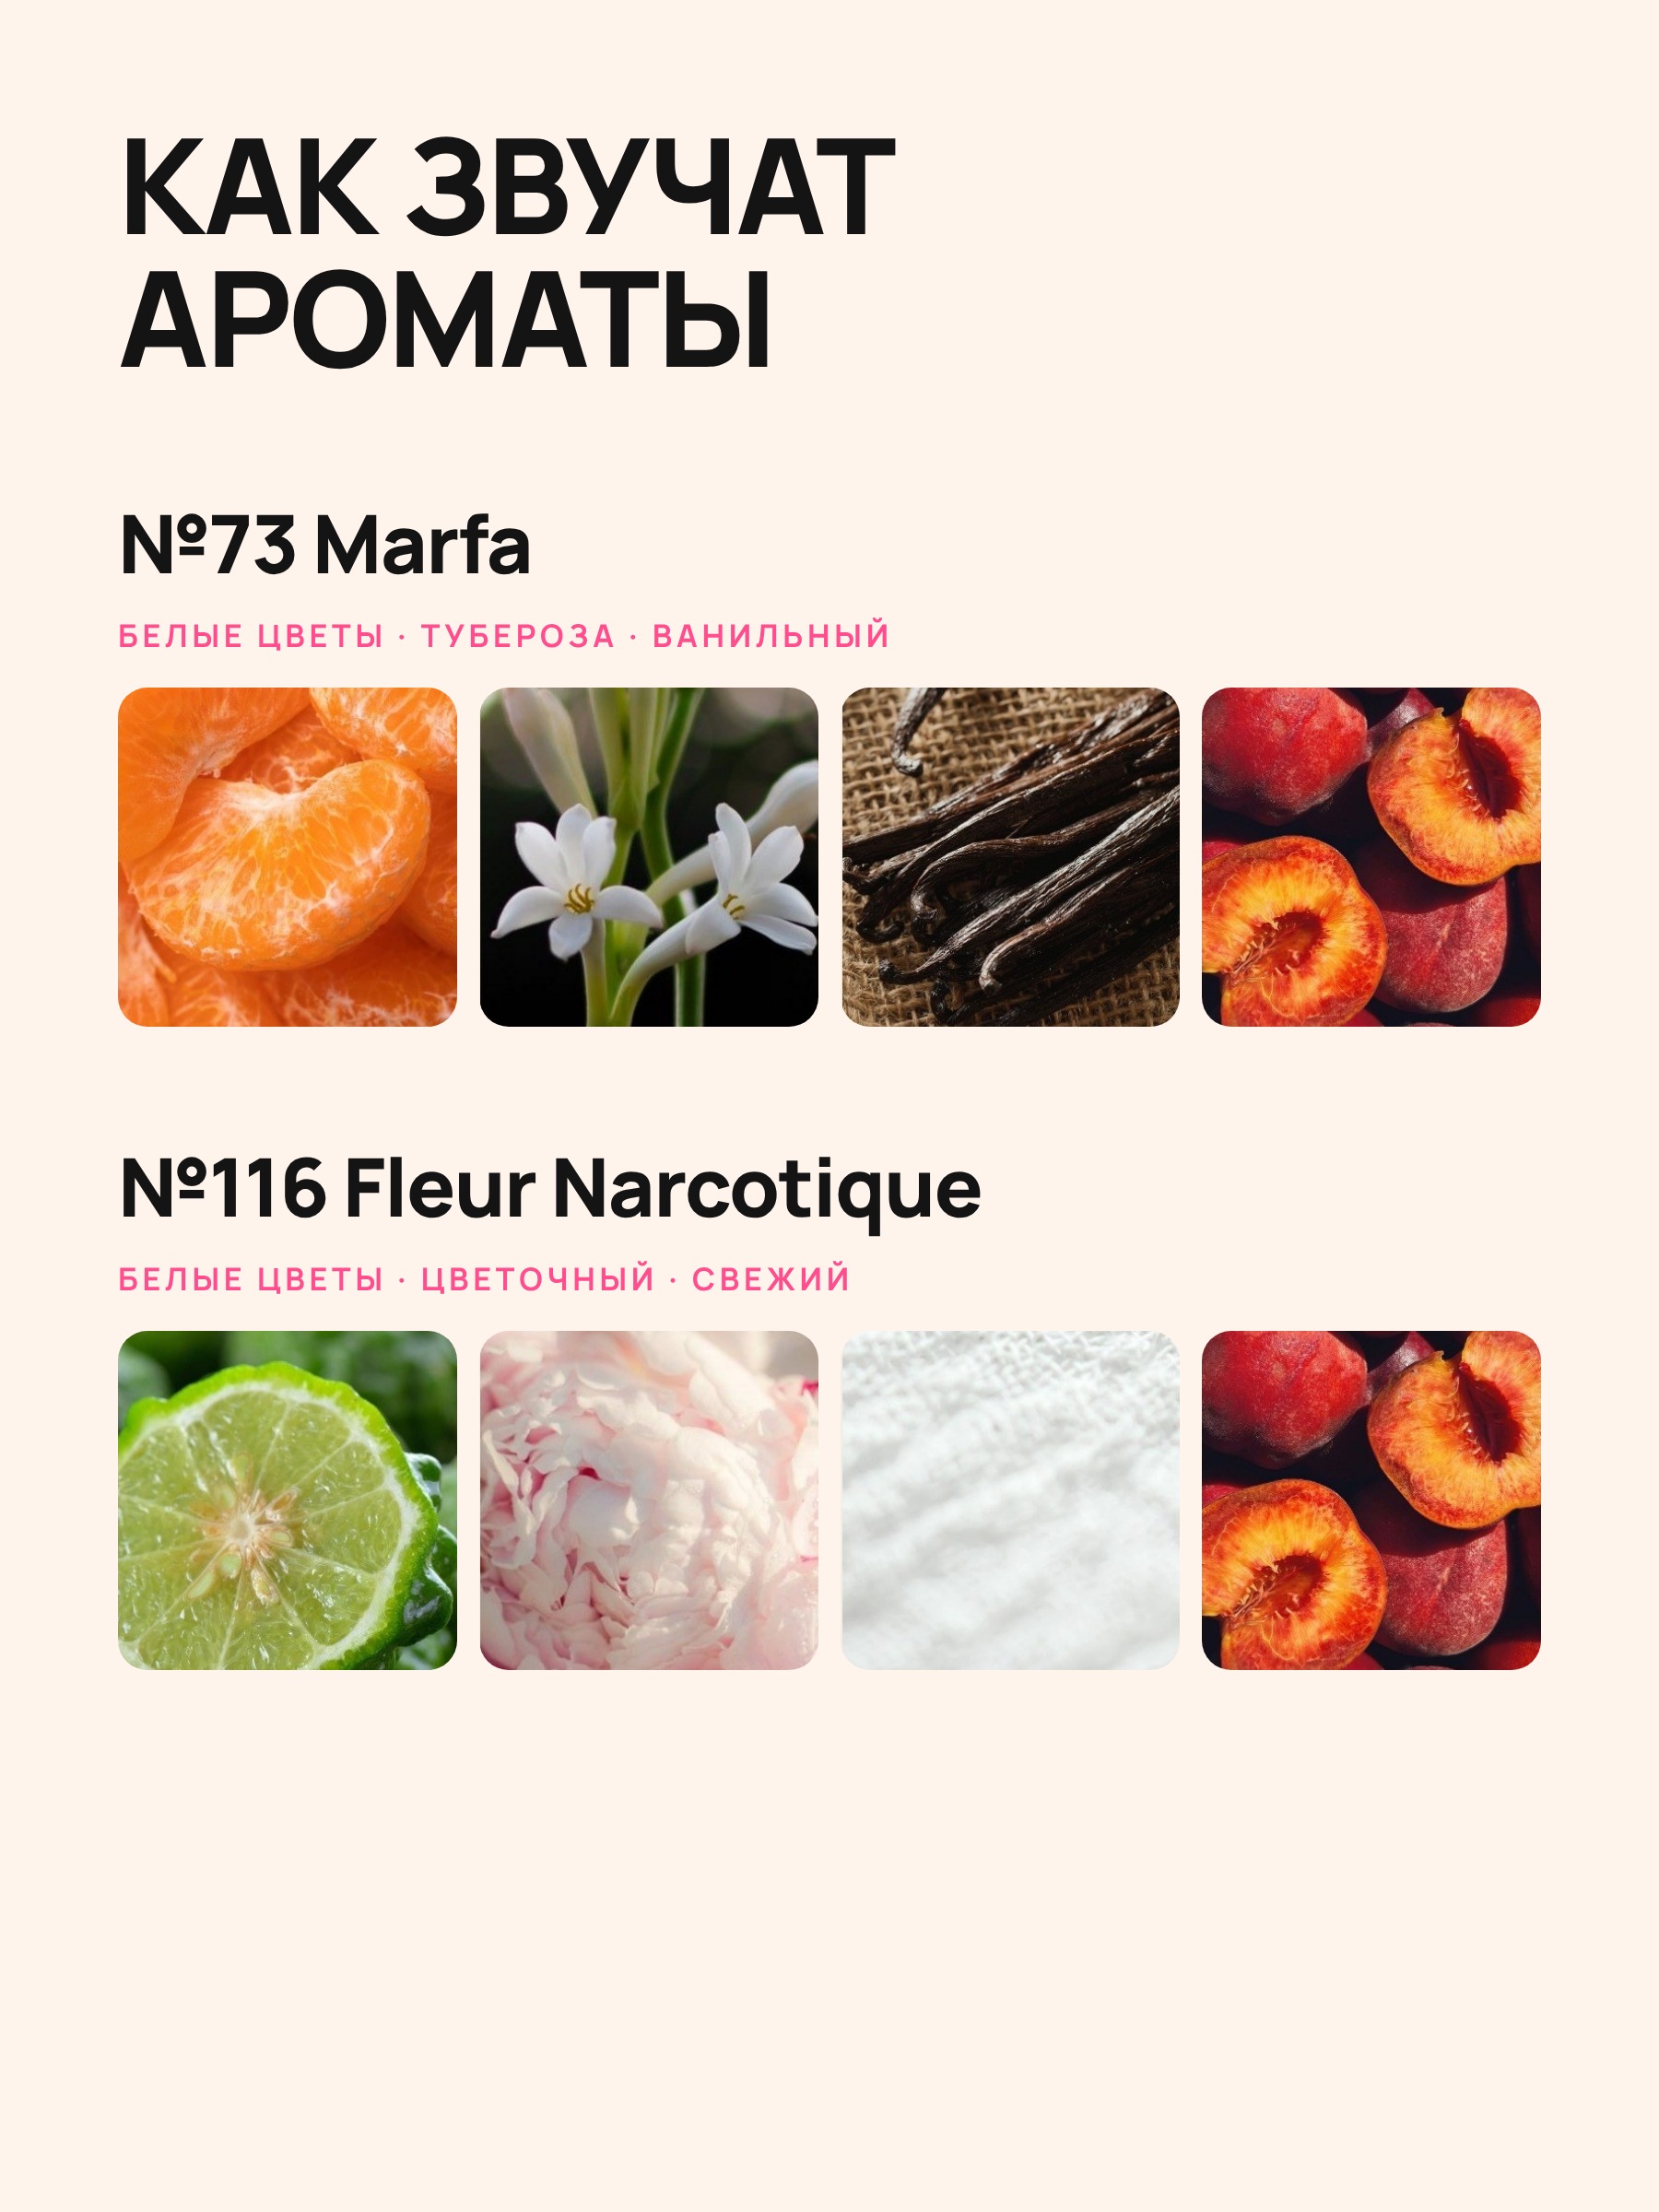 КАК ЗВУЧАТ
АРОМАТЫ
№73 Marfa
БЕЛЫЕ ЦВЕТЫ · ТУБЕРОЗА · ВАНИЛЬНЫЙ
№116 Fleur Narcotique
БЕЛЫЕ ЦВЕТЫ · ЦВЕТОЧНЫЙ · СВЕЖИЙ